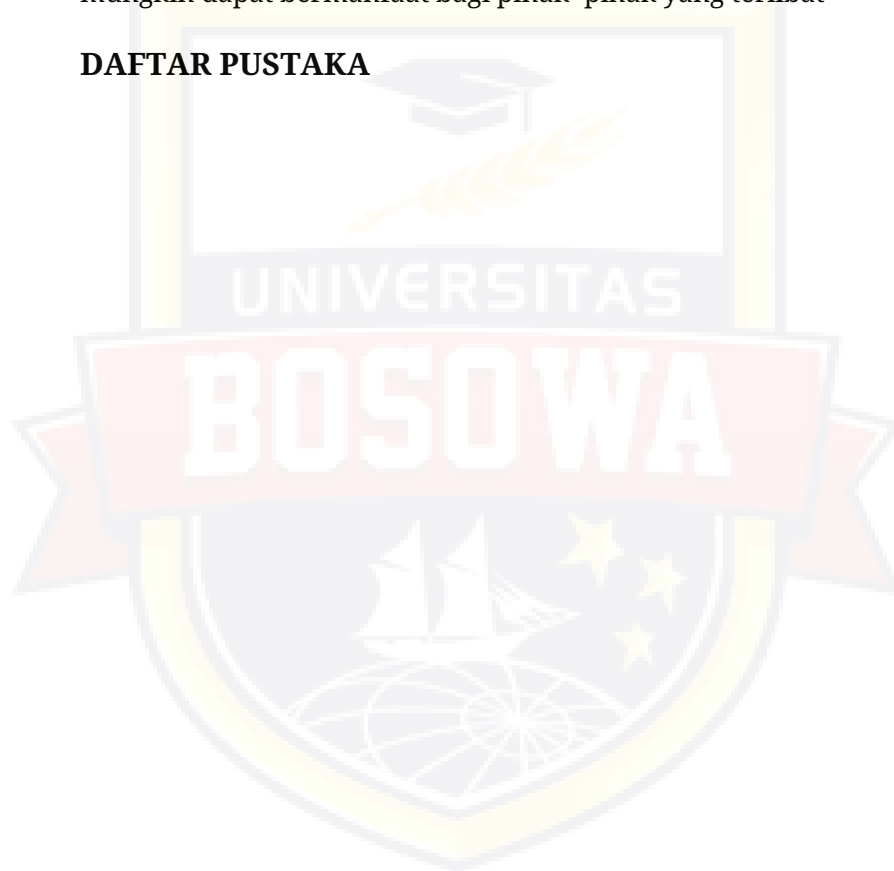 mungkin dapat bermanfaat bagi pihak- pihak yang terlibat
DAFTAR PUSTAKA
UNIVERSITAS
BOSOWA